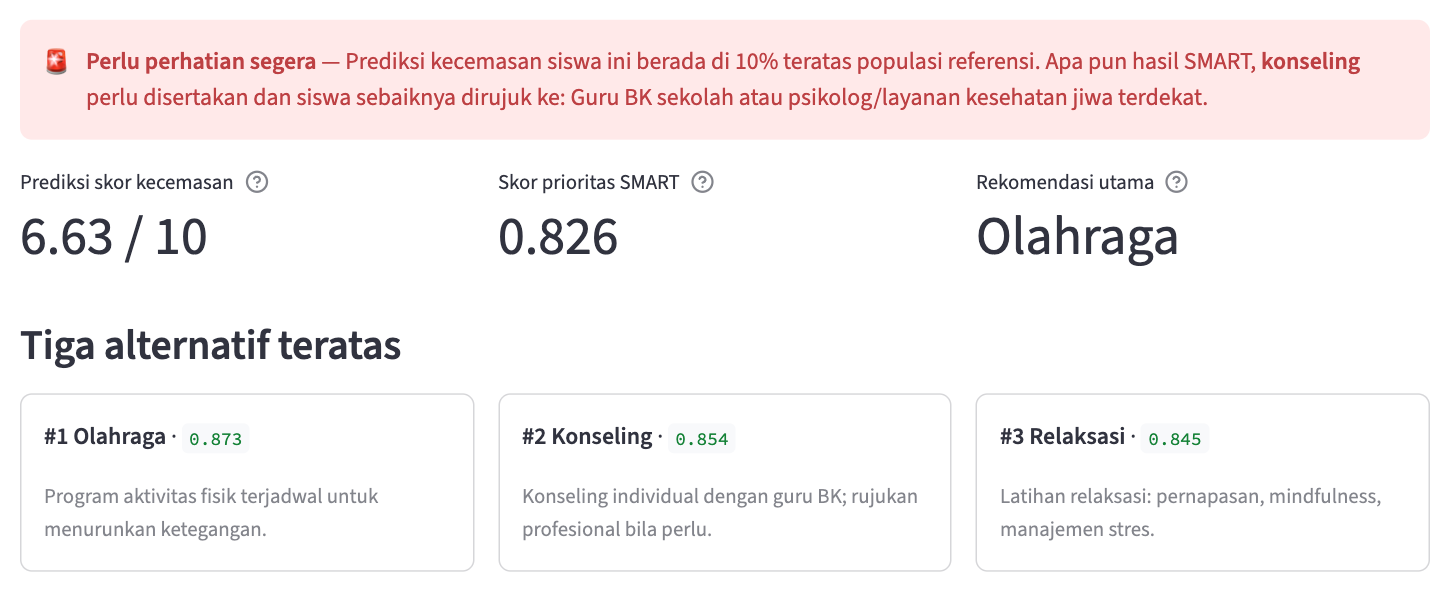 🚨 Perlu perhatian segera — Prediksi kecemasan siswa ini berada di 10% teratas populasi referensi. Apa pun hasil SMART, konseling
perlu disertakan dan siswa sebaiknya dirujuk ke: Guru BK sekolah atau psikolog/layanan kesehatan jiwa terdekat.
Prediksi skor kecemasan ?
6.63 / 10
Skor prioritas SMART ?
0.826
Rekomendasi utama ?
Olahraga
Tiga alternatif teratas
#1 Olahraga · 0.873
Program aktivitas fisik terjadwal untuk
menurunkan ketegangan.
#2 Konseling · 0.854
Konseling individual dengan guru BK; rujukan
profesional bila perlu.
#3 Relaksasi · 0.845
Latihan relaksasi: pernapasan, mindfulness,
manajemen stres.